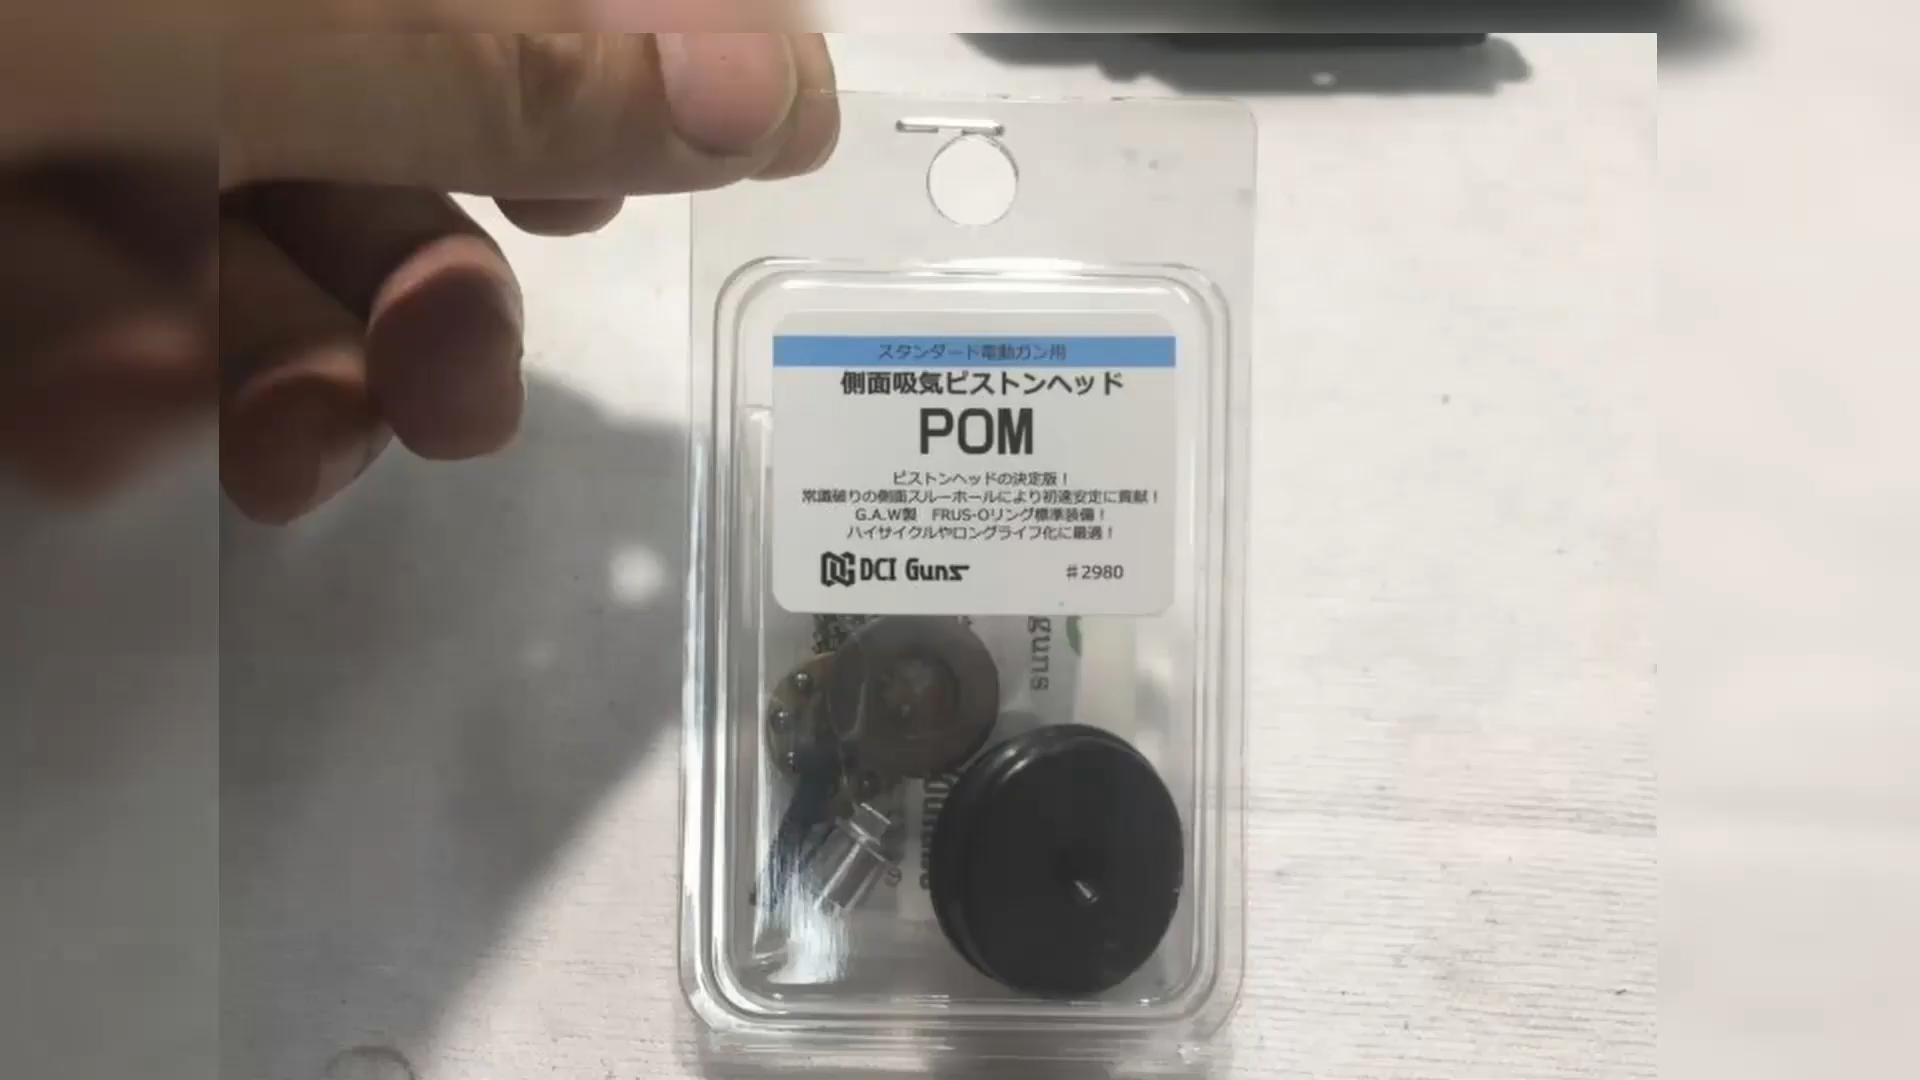 スタンダード電動ガン用
側面吸気ピストンヘッド
POM
ピストンヘッドの決定版！
常識破りの側面スルーホールにより初速安定に貢献！
G.A.W製 FRUS-Oリング標準装備！
ハイサイクルやロングライフ化に最適！
DCI Guns #2980
guns